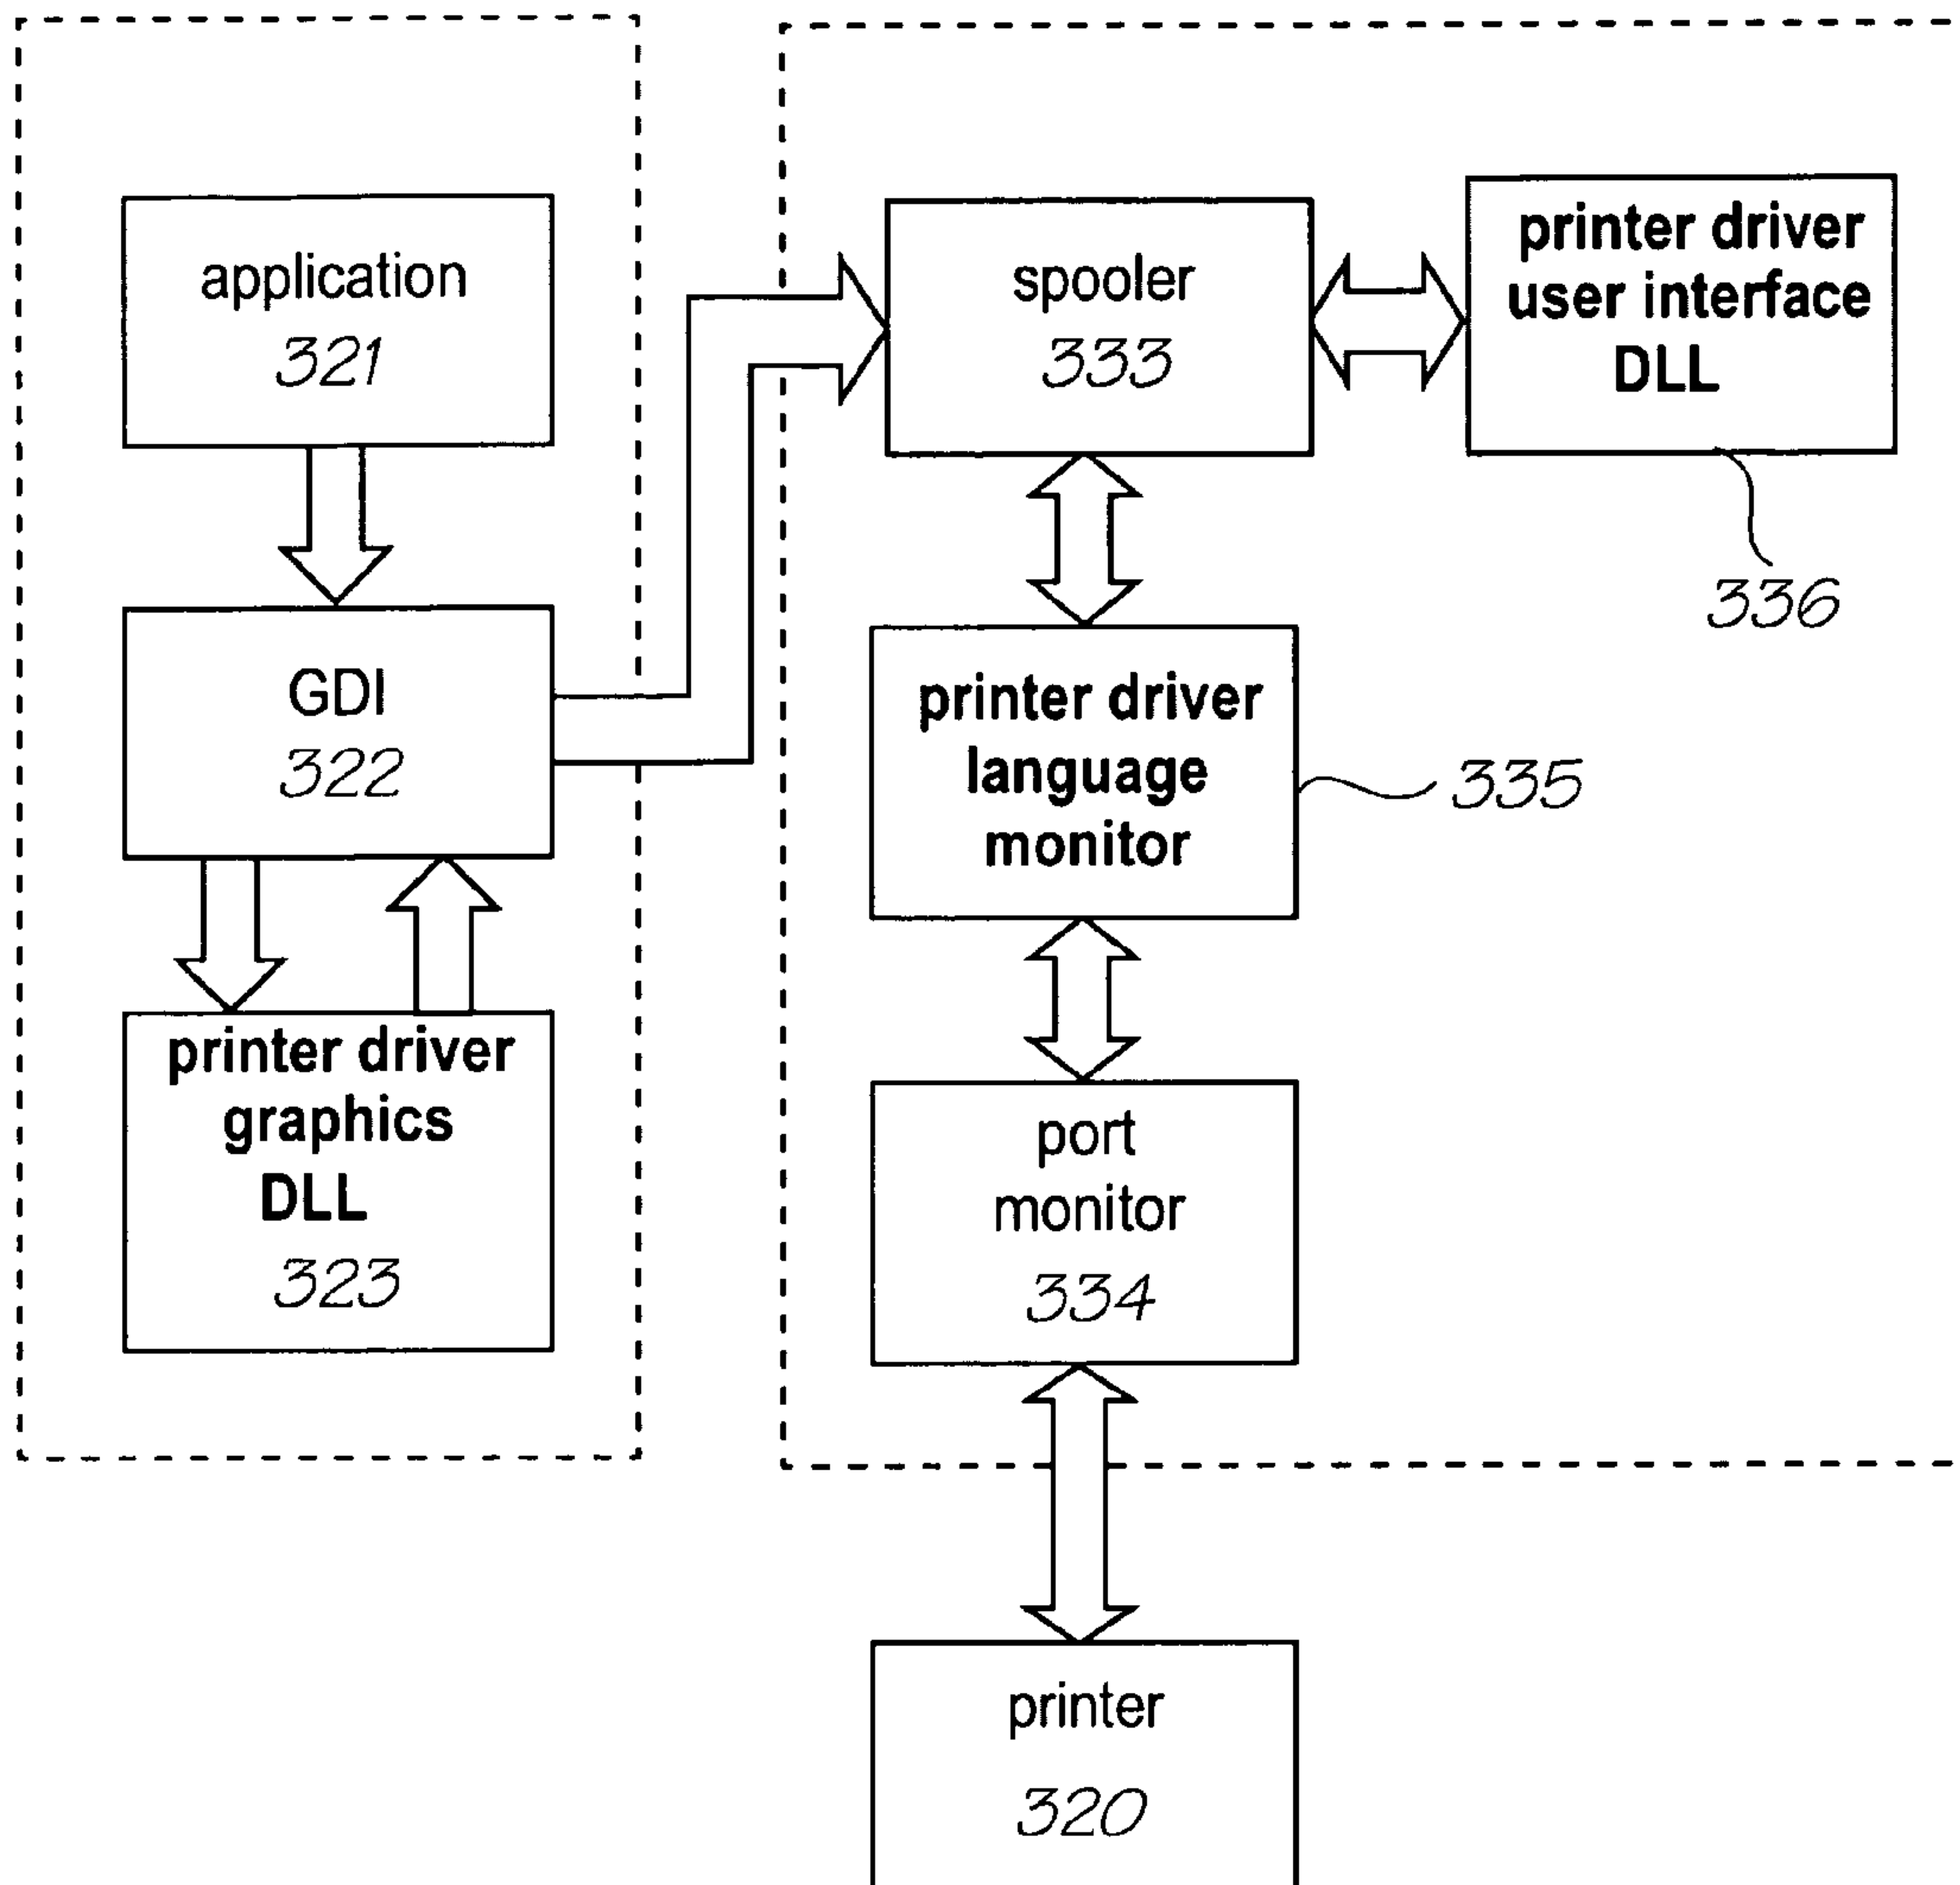 application
321
GDI
322
printer driver
graphics
DLL
323
spooler
333
printer driver
user interface
DLL
336
printer driver
language
monitor
335
port
monitor
334
printer
320